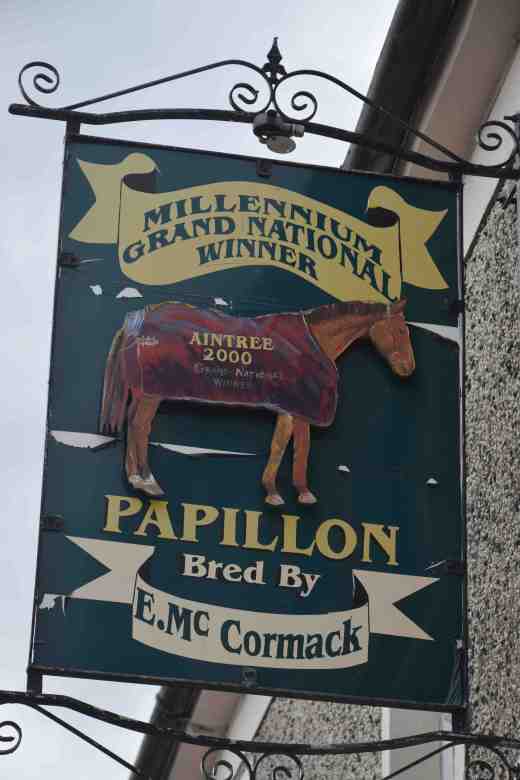 MILLENNIUM
GRAND NATIONAL
WINNER
AINTREE
2000
GRAND NATIONAL
WINNER
PAPILLON
Bred By
E.Mc Cormack